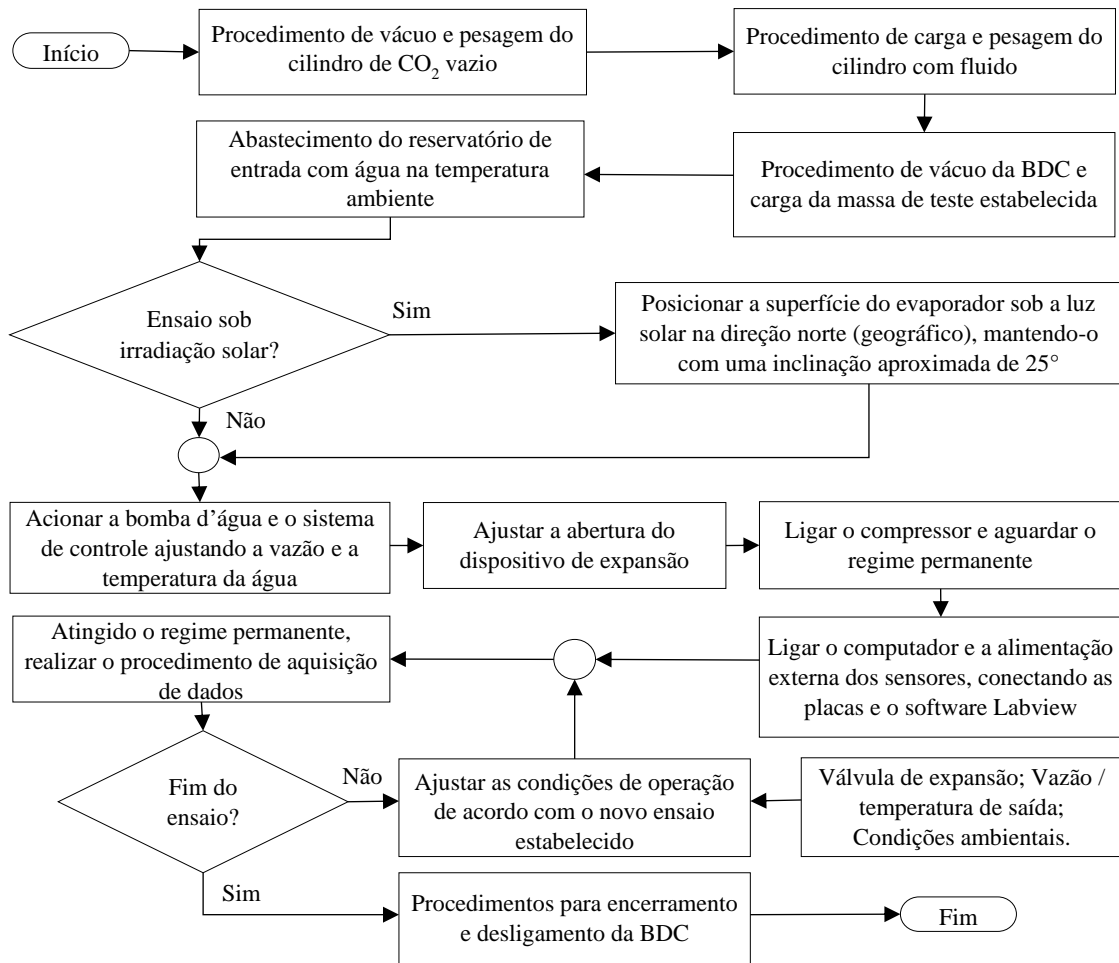 Início
Procedimento de vácuo e pesagem do
cilindro de CO₂ vazio
Procedimento de carga e pesagem do
cilindro com fluido
Abastecimento do reservatório de
entrada com água na temperatura
ambiente
Procedimento de vácuo da BDC e
carga da massa de teste estabelecida
Ensaio sob
irradiação solar?
Sim
Posicionar a superfície do evaporador sob a luz
solar na direção norte (geográfico), mantendo-o
com uma inclinação aproximada de 25°
Não
Acionar a bomba d’água e o sistema
de controle ajustando a vazão e a
temperatura da água
Ajustar a abertura do
dispositivo de expansão
Ligar o compressor e aguardar o
regime permanente
Atingido o regime permanente,
realizar o procedimento de aquisição
de dados
Ligar o computador e a alimentação
externa dos sensores, conectando as
placas e o software Labview
Fim do
ensaio?
Não
Ajustar as condições de operação
de acordo com o novo ensaio
estabelecido
Válvula de expansão; Vazão /
temperatura de saída;
Condições ambientais.
Sim
Procedimentos para encerramento
e desligamento da BDC
Fim